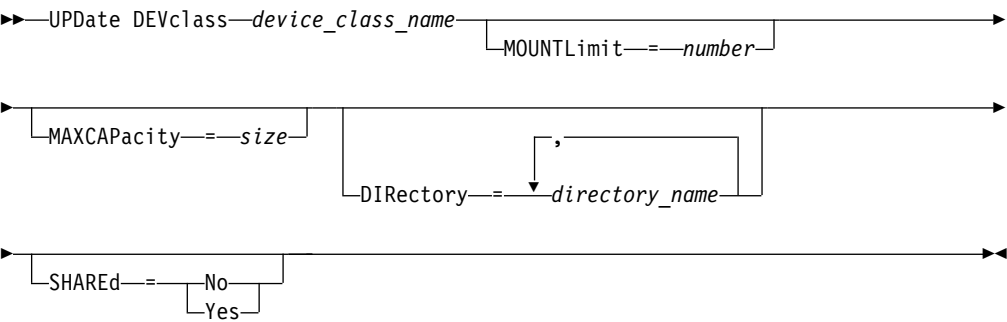 UPDate DEVclass device_class_name
MOUNTLimit = number
MAXCAPacity = size
,
DIRectory = directory_name
SHAREd = No
Yes